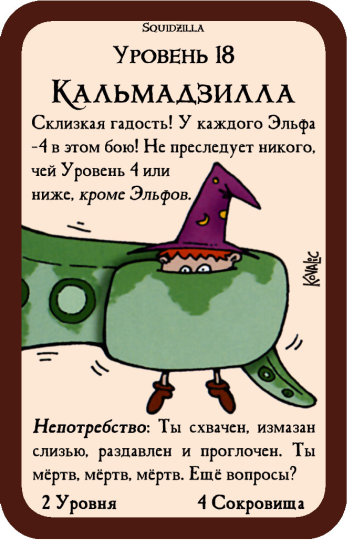 Squidzilla
Уровень 18
Кальмадзилла
Склизкая гадость! У каждого Эльфа
-4 в этом бою! Не преследует никого,
чей Уровень 4 или
ниже, кроме Эльфов.
Kovalic
Непотребство: Ты схвачен, измазан
слизью, раздавлен и проглочен. Ты
мёртв, мёртв, мёртв. Ещё вопросы?
2 Уровня 4 Сокровища